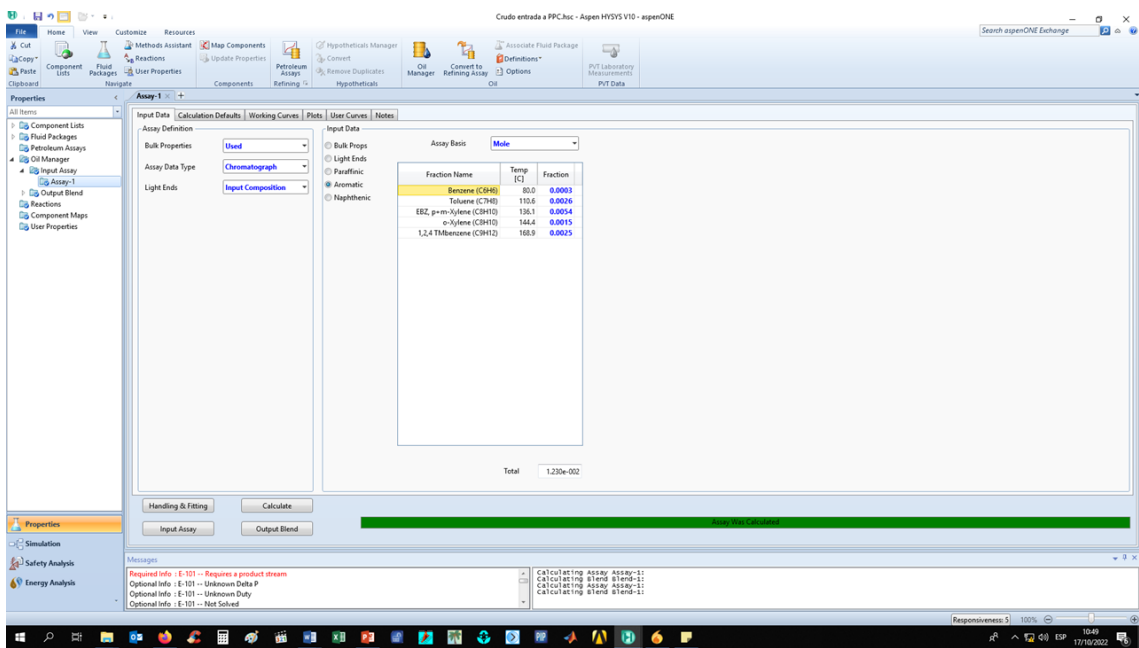 Crudo entrada a PPC.hsc - Aspen HYSYS V10 - aspenONE
File Home View Customize Resources Search aspenONE Exchange
Cut Methods Assistant Map Components Hypotheticals Manager Associate Fluid Package
Copy Reactions Update Properties Convert Definitions
Paste User Properties Remove Duplicates Options
Component Lists Fluid Packages Petroleum Assays Oil Manager Convert to Refining Assay PVT Laboratory Measurements
Clipboard Navigate Components Refining Hypotheticals Oil PVT Data
Properties <
All Items
Component Lists
Fluid Packages
Petroleum Assays
Oil Manager
Input Assay
Assay-1
Output Blend
Reactions
Component Maps
User Properties
Assay-1 × +
Input Data Calculation Defaults Working Curves Plots User Curves Notes
Assay Definition
Bulk Properties Used
Assay Data Type Chromatograph
Light Ends Input Composition
Input Data
Bulk Props
Light Ends
Paraffinic
Aromatic
Naphthenic
Assay Basis Mole
Fraction Name Temp [C] Fraction
Benzene (C6H6) 80.0 0.0003
Toluene (C7H8) 110.6 0.0026
EBZ, p+m-Xylene (C8H10) 136.1 0.0054
o-Xylene (C8H10) 144.4 0.0015
1,2,4 TMbenzene (C9H12) 168.9 0.0025
Total 1.230e-002
Handling & Fitting Calculate
Input Assay Output Blend
Assay Was Calculated
Properties
Simulation
Safety Analysis
Energy Analysis
Messages
Required Info : E-101 -- Requires a product stream
Optional Info : E-101 -- Unknown Delta P
Optional Info : E-101 -- Unknown Duty
Optional Info : E-101 -- Not Solved
Calculating Assay Assay-1:
Calculating Blend Blend-1:
Calculating Assay Assay-1:
Calculating Blend Blend-1:
Responsiveness: 5 100%
ESP 10:49
17/10/2022